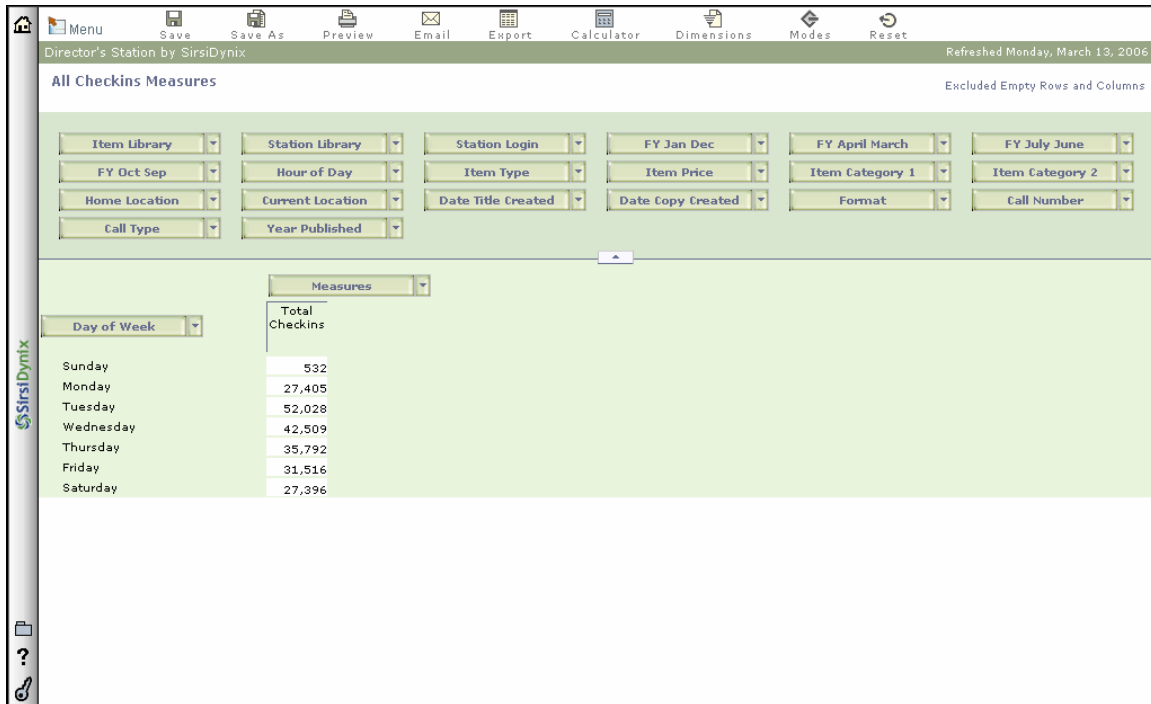 Menu Save Save As Preview Email Export Calculator Dimensions Modes Reset
Director's Station by SirsiDynix Refreshed Monday, March 13, 2006
All Checkins Measures Excluded Empty Rows and Columns
Item Library Station Library Station Login FY Jan Dec FY April March FY July June
FY Oct Sep Hour of Day Item Type Item Price Item Category 1 Item Category 2
Home Location Current Location Date Title Created Date Copy Created Format Call Number
Call Type Year Published
Measures
Total
Checkins
Day of Week
Sunday 532
Monday 27,405
Tuesday 52,028
Wednesday 42,509
Thursday 35,792
Friday 31,516
Saturday 27,396
SirsiDynix
?